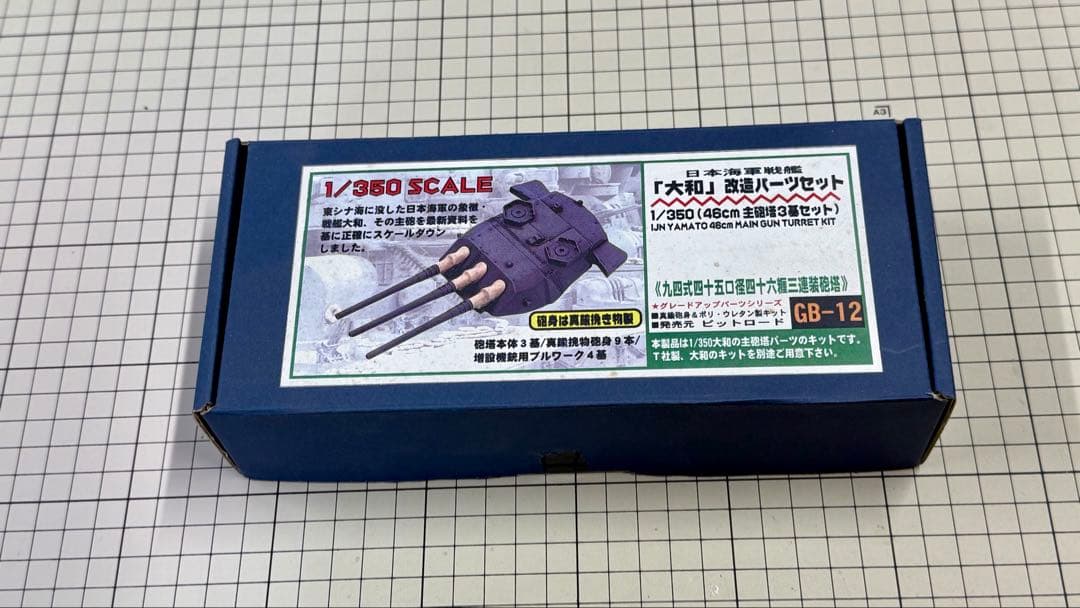 A3
1/350 SCALE
東シナ海に没した日本海軍の象徴・
戦艦大和、その主砲を最新資料を
基に正確にスケールダウン
しました。
砲身は真鍮挽き物製
砲塔本体3基/真鍮挽物砲身9本/
増設機銃用ブルワーク4基
日本海軍戦艦
「大和」改造パーツセット
1/350(46cm 主砲塔3基セット)
IJN YAMATO 46cm MAIN GUN TURRET KIT
《九四式四十五口径四十六糎三連装砲塔》
★グレードアップパーツシリーズ
■真鍮砲身&ポリ・ウレタン製キット
■発売元 ピットロード
GB-12
本製品は1/350大和の主砲塔パーツのキットです。
T社製、大和のキットを別途ご用意下さい。